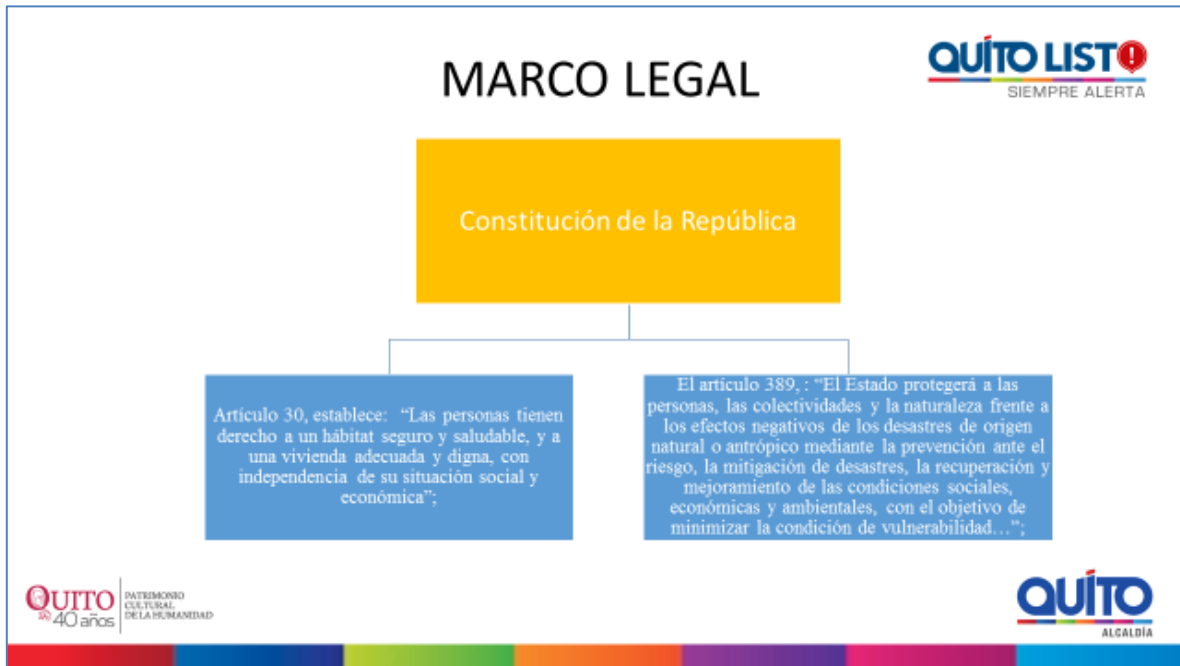 MARCO LEGAL
QUÍTO LISTO!
SIEMPRE ALERTA
Constitución de la República
Artículo 30, establece: “Las personas tienen
derecho a un hábitat seguro y saludable, y a
una vivienda adecuada y digna, con
independencia de su situación social y
económica”;
El artículo 389, : “El Estado protegerá a las
personas, las colectividades y la naturaleza frente a
los efectos negativos de los desastres de origen
natural o antrópico mediante la prevención ante el
riesgo, la mitigación de desastres, la recuperación y
mejoramiento de las condiciones sociales,
económicas y ambientales, con el objetivo de
minimizar la condición de vulnerabilidad…”;
QUITO
40 años
PATRIMONIO
CULTURAL
DE LA HUMANIDAD
QUÍTO
ALCALDÍA